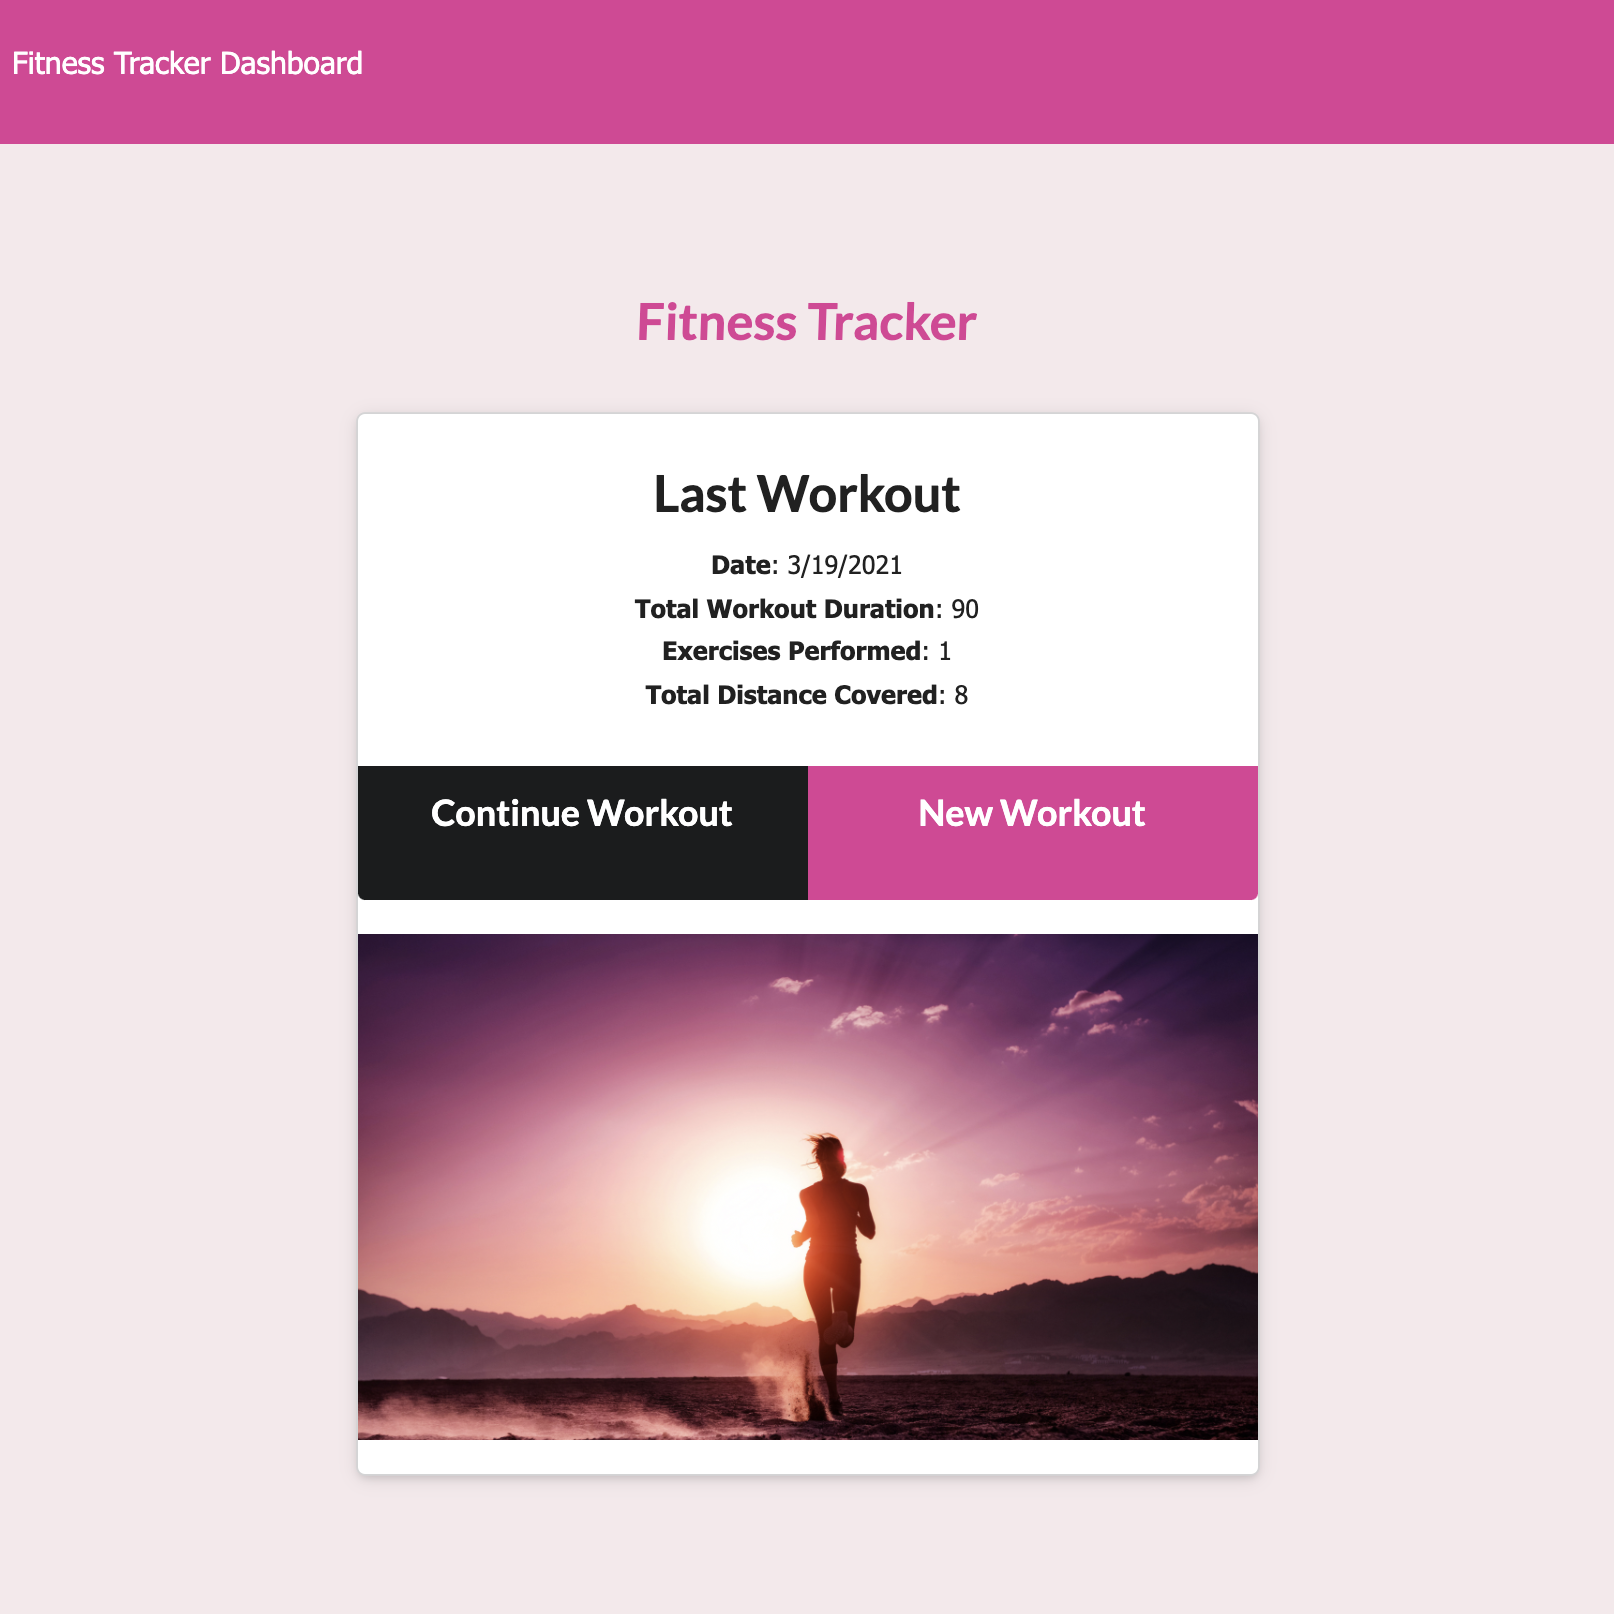 Fitness Tracker Dashboard
Fitness Tracker
Last Workout
Date: 3/19/2021
Total Workout Duration: 90
Exercises Performed: 1
Total Distance Covered: 8
Continue Workout
New Workout